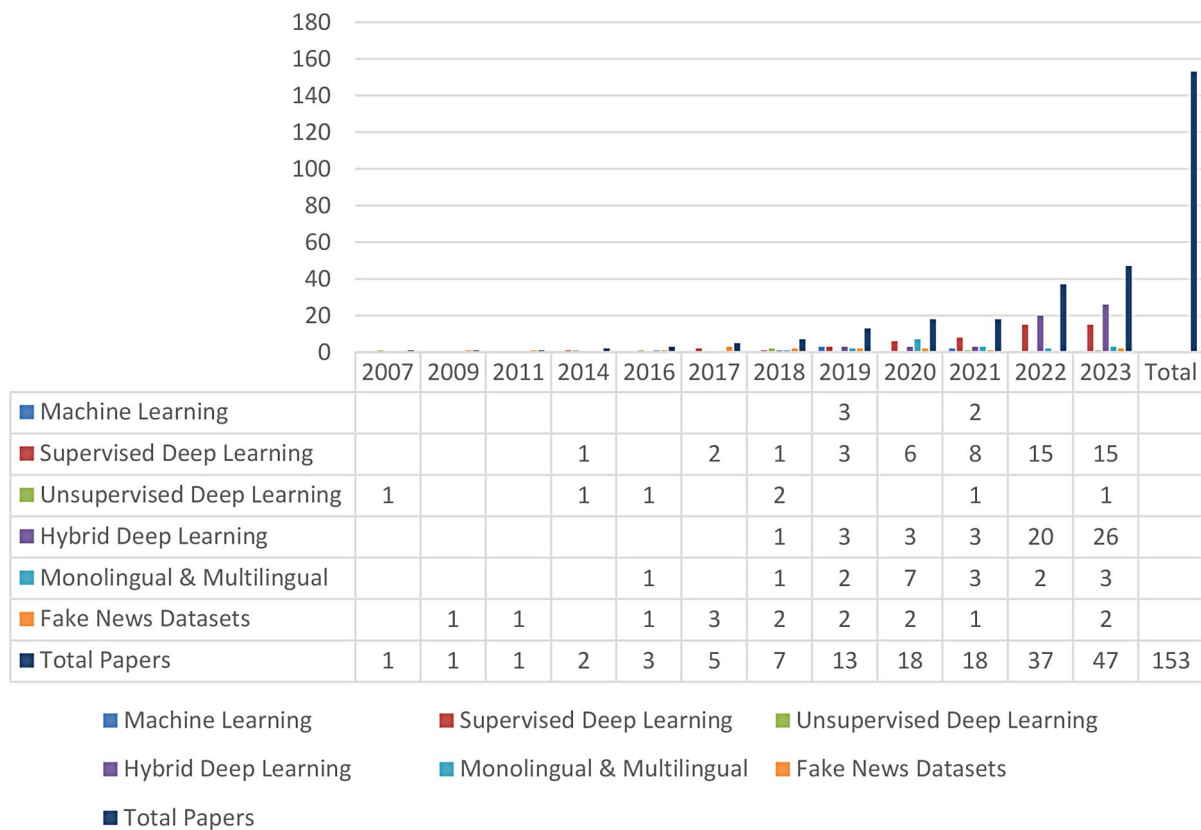 180
160
140
120
100
80
60
40
20
0
2007 2009 2011 2014 2016 2017 2018 2019 2020 2021 2022 2023 Total
Machine Learning 3 2
Supervised Deep Learning 1 2 1 3 6 8 15 15
Unsupervised Deep Learning 1 1 1 2 1 1
Hybrid Deep Learning 1 3 3 3 20 26
Monolingual & Multilingual 1 1 2 7 3 2 3
Fake News Datasets 1 1 1 3 2 2 2 1 2
Total Papers 1 1 1 2 3 5 7 13 18 18 37 47 153
Machine Learning Supervised Deep Learning Unsupervised Deep Learning
Hybrid Deep Learning Monolingual & Multilingual Fake News Datasets
Total Papers